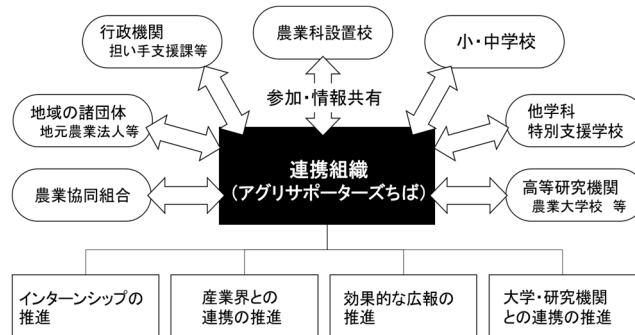 行政機関
担い手支援課等
農業科設置校
小・中学校
参加・情報共有
地域の諸団体
地元農業法人等
他学科
特別支援学校
連携組織
(アグリサポーターズちば)
農業協同組合
高等研究機関
農業大学校 等
インターンシップの
推進
産業界との
連携の推進
効果的な広報の
推進
大学・研究機関
との連携の推進